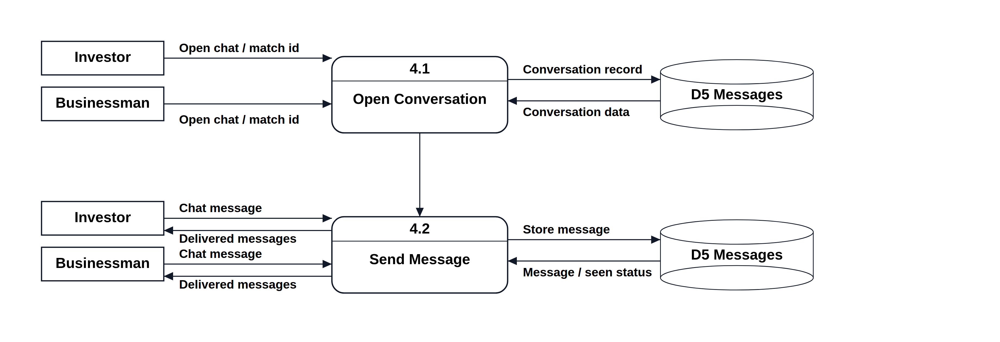 Investor
Open chat / match id
Businessman
Open chat / match id
4.1
Open Conversation
Conversation record
Conversation data
D5 Messages
Investor
Chat message
Delivered messages
Businessman
Chat message
Delivered messages
4.2
Send Message
Store message
Message / seen status
D5 Messages